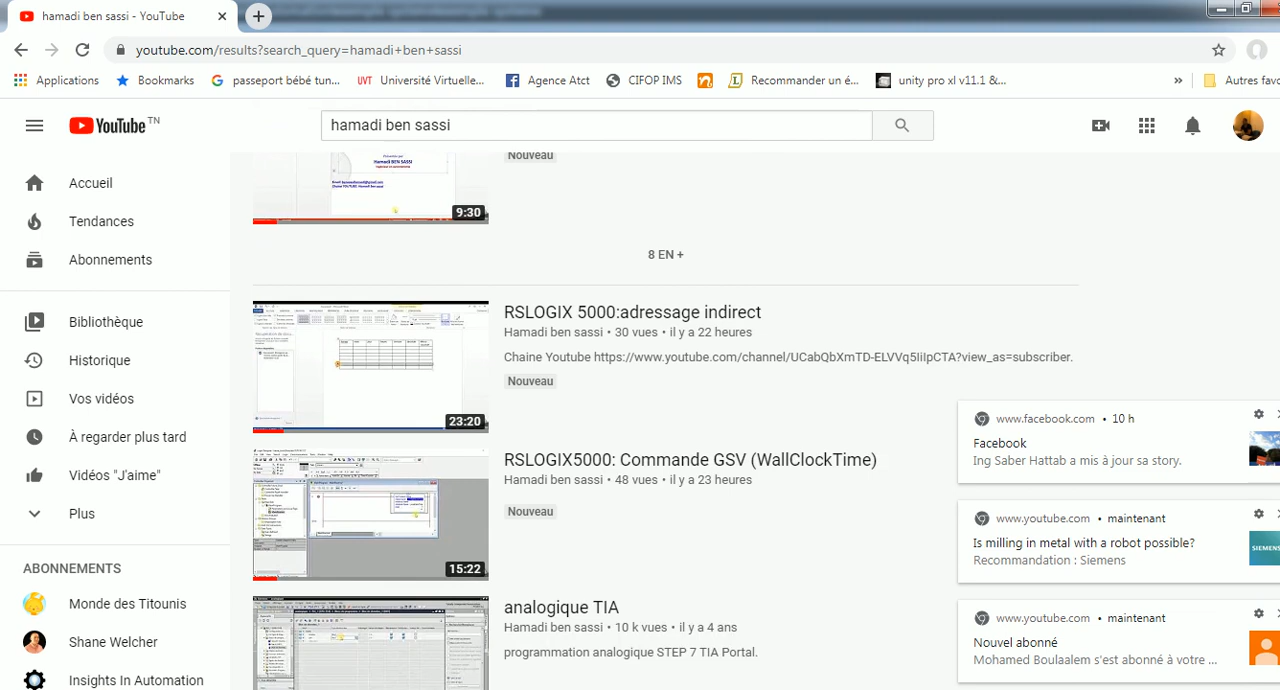 hamadi ben sassi - YouTube
youtube.com/results?search_query=hamadi+ben+sassi
Applications Bookmarks passeport bébé tun... UVT Université Virtuelle... Agence Atct CIFOP IMS Recommander un é... unity pro xl v11.1 &... » Autres favo
YouTube TN
hamadi ben sassi
Accueil
Tendances
Abonnements
Bibliothèque
Historique
Vos vidéos
À regarder plus tard
Vidéos "J'aime"
Plus
ABONNEMENTS
Monde des Titounis
Shane Welcher
Insights In Automation
Hamadi BEN SASSI
9:30
Nouveau
8 EN +
23:20
RSLOGIX 5000:adressage indirect
Hamadi ben sassi • 30 vues • il y a 22 heures
Chaine Youtube https://www.youtube.com/channel/UCabQbXmTD-ELVVq5IiIpCTA?view_as=subscriber.
Nouveau
15:22
RSLOGIX5000: Commande SSV (WallClockTime)
Hamadi ben sassi • 48 vues • il y a 23 heures
Nouveau
analogique TIA
Hamadi ben sassi • 10 k vues • il y a
programmation analogique STEP 7 TIA Portal.
www.facebook.com • 10 h
Facebook
Ing Saber Hattab a mis à jour sa story.
www.youtube.com • maintenant
Is milling in metal with a robot possible?
Recommandation : Siemens
SIEMENS
www.youtube.com • maintenant
Nouvel abonné
Mohamed Boulaalem s'est abonné à votre ...